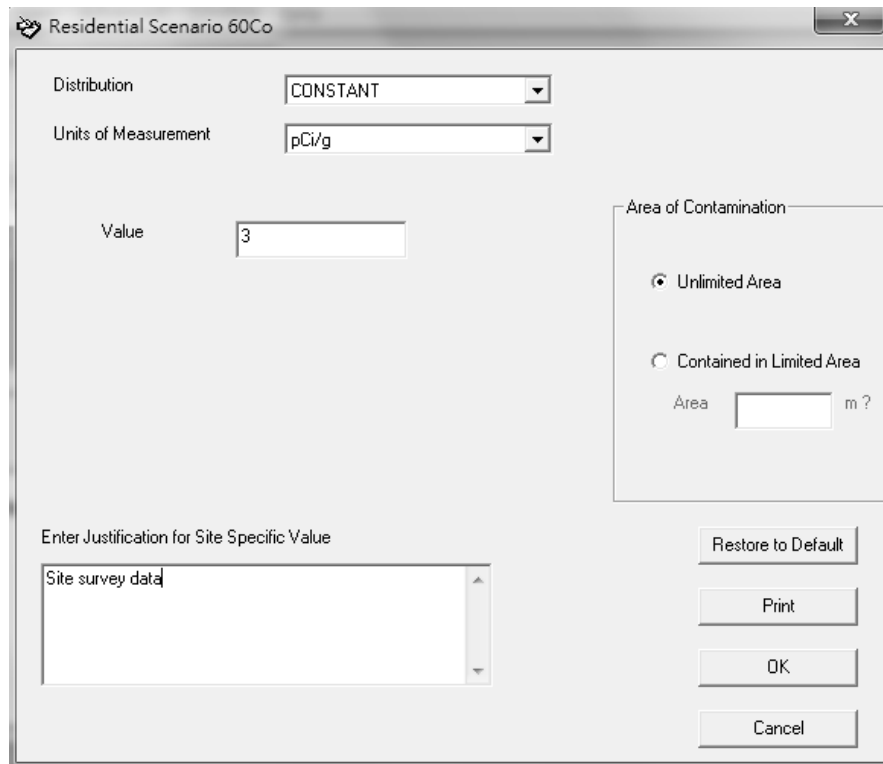 Residential Scenario 60Co
x
Distribution
CONSTANT
Units of Measurement
pCi/g
Value
3
Area of Contamination
Unlimited Area
Contained in Limited Area
Area
m ?
Enter Justification for Site Specific Value
Site survey data
Restore to Default
Print
OK
Cancel